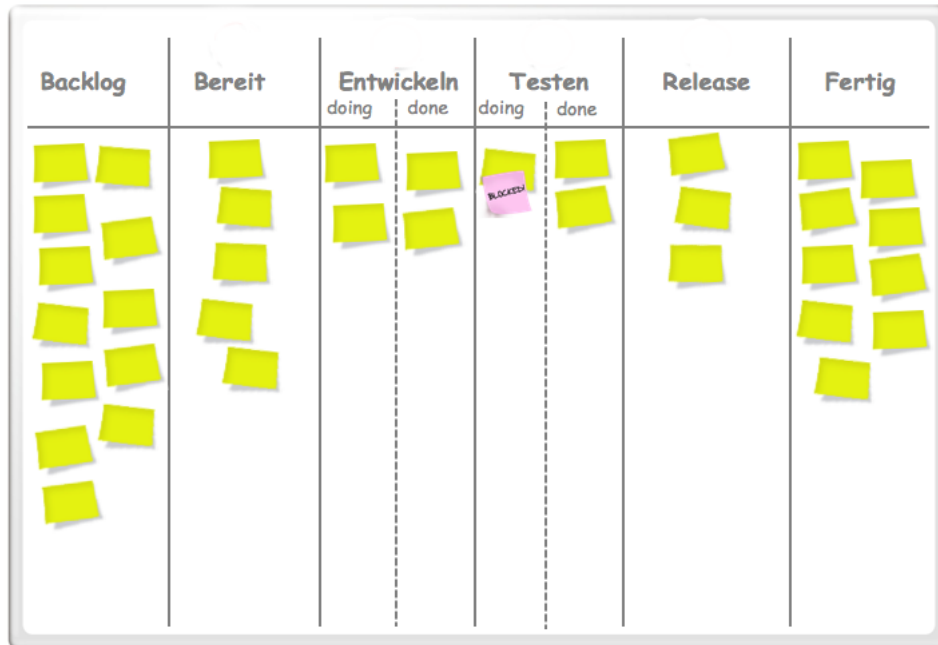 Backlog
Bereit
Entwickeln
doing
done
Testen
doing
done
Release
Fertig
BLOCKED!